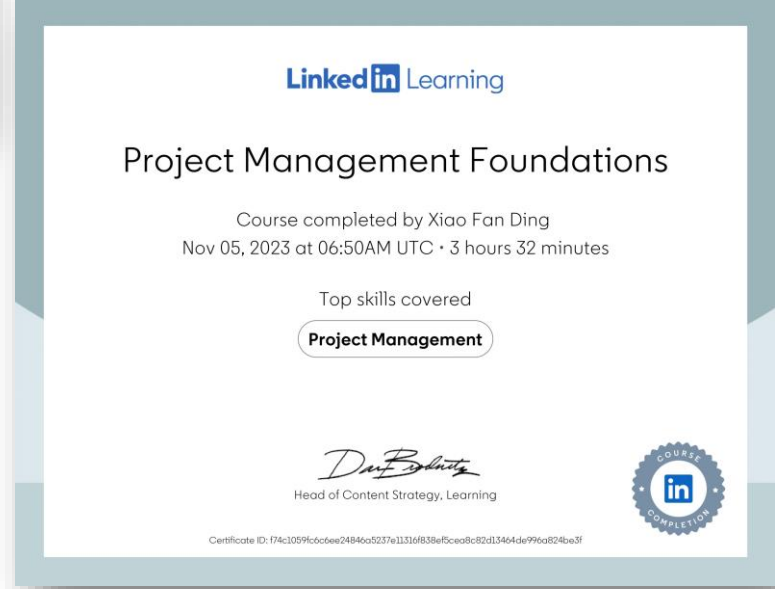 Linked in Learning
Project Management Foundations
Course completed by Xiao Fan Ding
Nov 05, 2023 at 06:50AM UTC • 3 hours 32 minutes
Top skills covered
Project Management
Head of Content Strategy, Learning
COURSE
in
COMPLETION
Certificate ID: f74c1059fc6c6ee24846a5237e11316f838ef5cea8c82d13464de996a824be3f